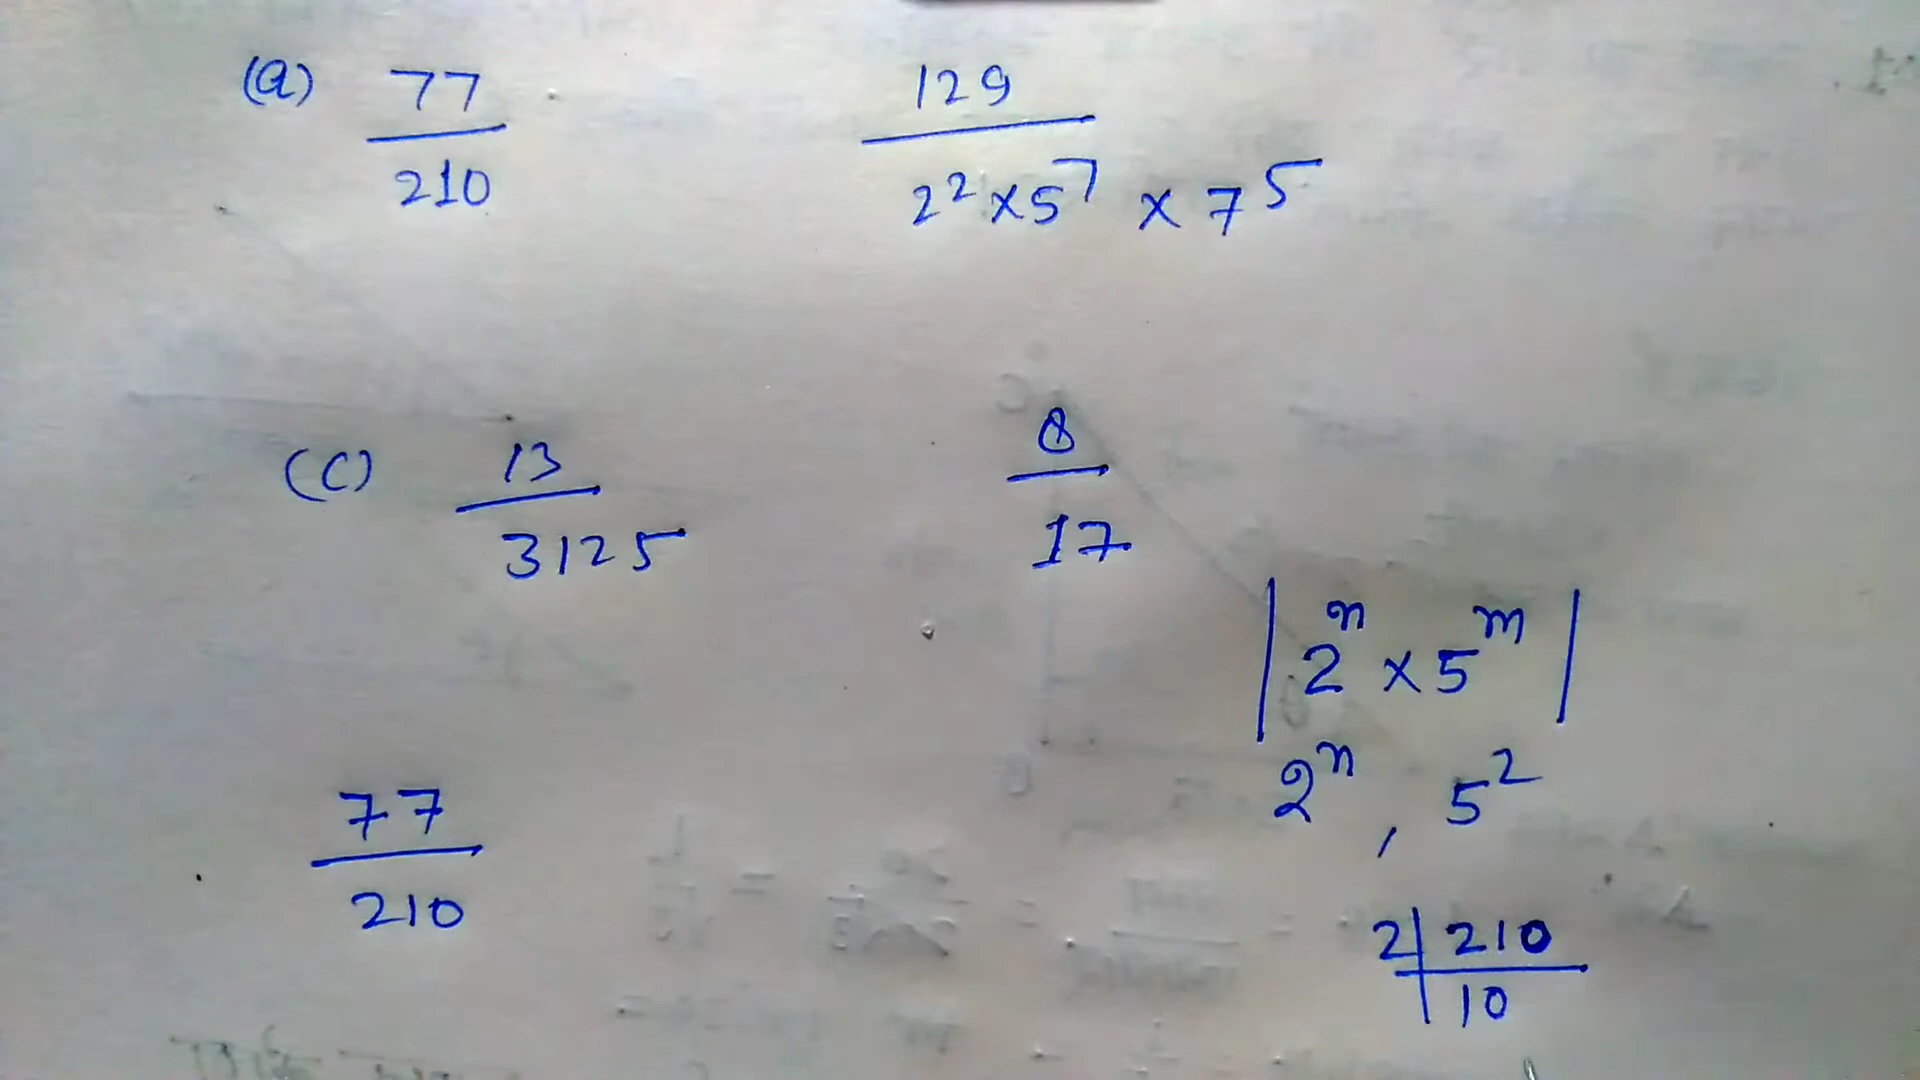 (a) 77/210 129/2² × 5⁷ × 7⁵
(C) 13/3125 8/17
|2ⁿ × 5ᵐ|
2ⁿ , 5²
77/210
2| 210
10